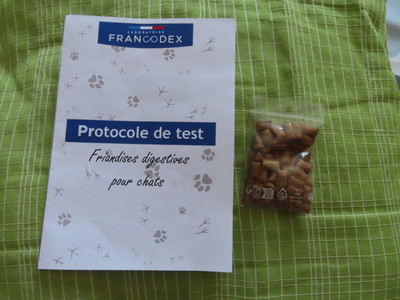 LABORATOIRE
FRANCODEX
Protocole de test
Friandises digestives
pour chats